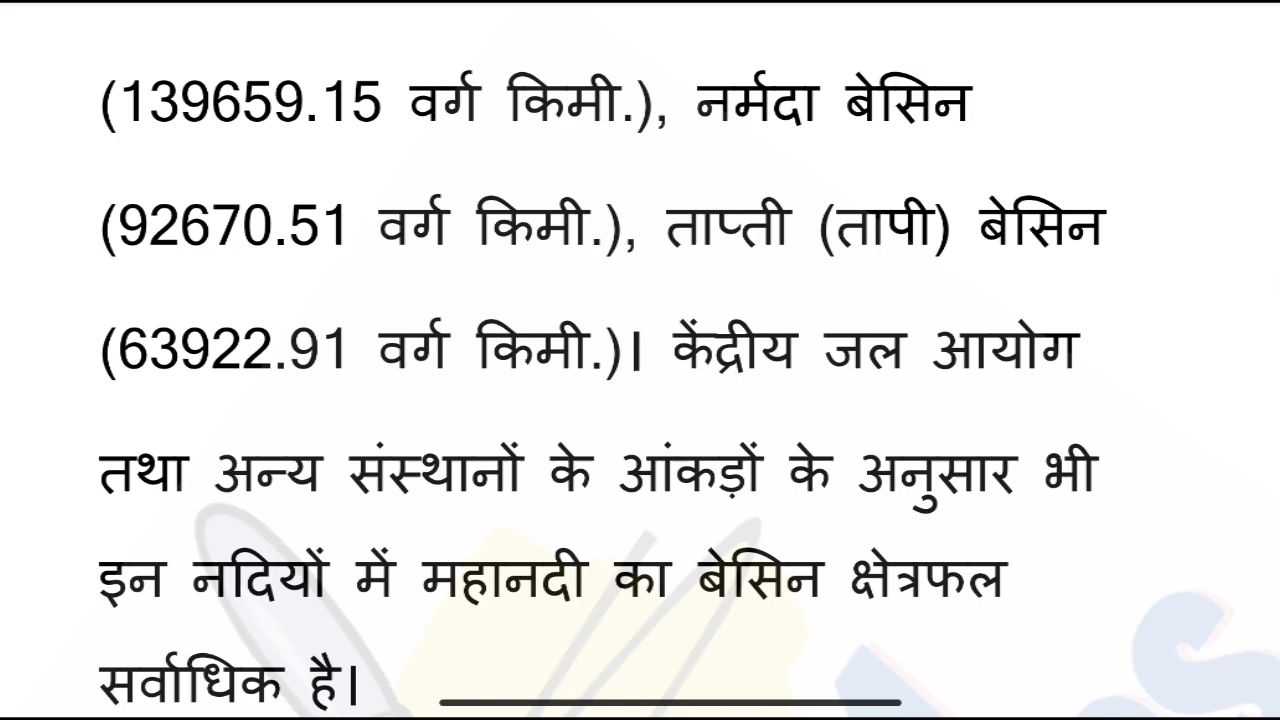 (139659.15 वर्ग किमी.), नर्मदा बेसिन
(92670.51 वर्ग किमी.), ताप्ती (तापी) बेसिन
(63922.91 वर्ग किमी.)। केंद्रीय जल आयोग
तथा अन्य संस्थानों के आंकड़ों के अनुसार भी
इन नदियों में महानदी का बेसिन क्षेत्रफल
सर्वाधिक है।